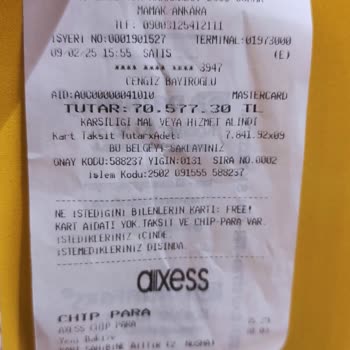 MAMAK ANKARA
TEL. 09003125412111
ISYERI NO:0001901527 TERMINAL:01973000
09-02-25 15:55 SATIS (E)
**** **** **** 3947
CENGIZ BAYIROGLU
AID:A0000000041010 MASTERCARD
TUTAR:70.577.30 TL
KARSILIGI MAL VEYA HIZMET ALINDI
Kart Taksit TutarxAdet: 7.841.92x09
BU BELGEYI SAKLAYINIZ
ONAY KODU:588237 YIGIN:0131 SIRA NO.0002
Islem Kodu:2502 091555 588237
NE ISTEDIGINI BILENLERIN KARTI: FREE!
KART AIDATI YOK TAKSIT VE CHIP-PARA VAR.
ISTEDIKLERINIZ ICINDE,
ISTEMEDIKLERINIZ DISINDA.
axess
CHIP PARA
AXESS CHIP PARA